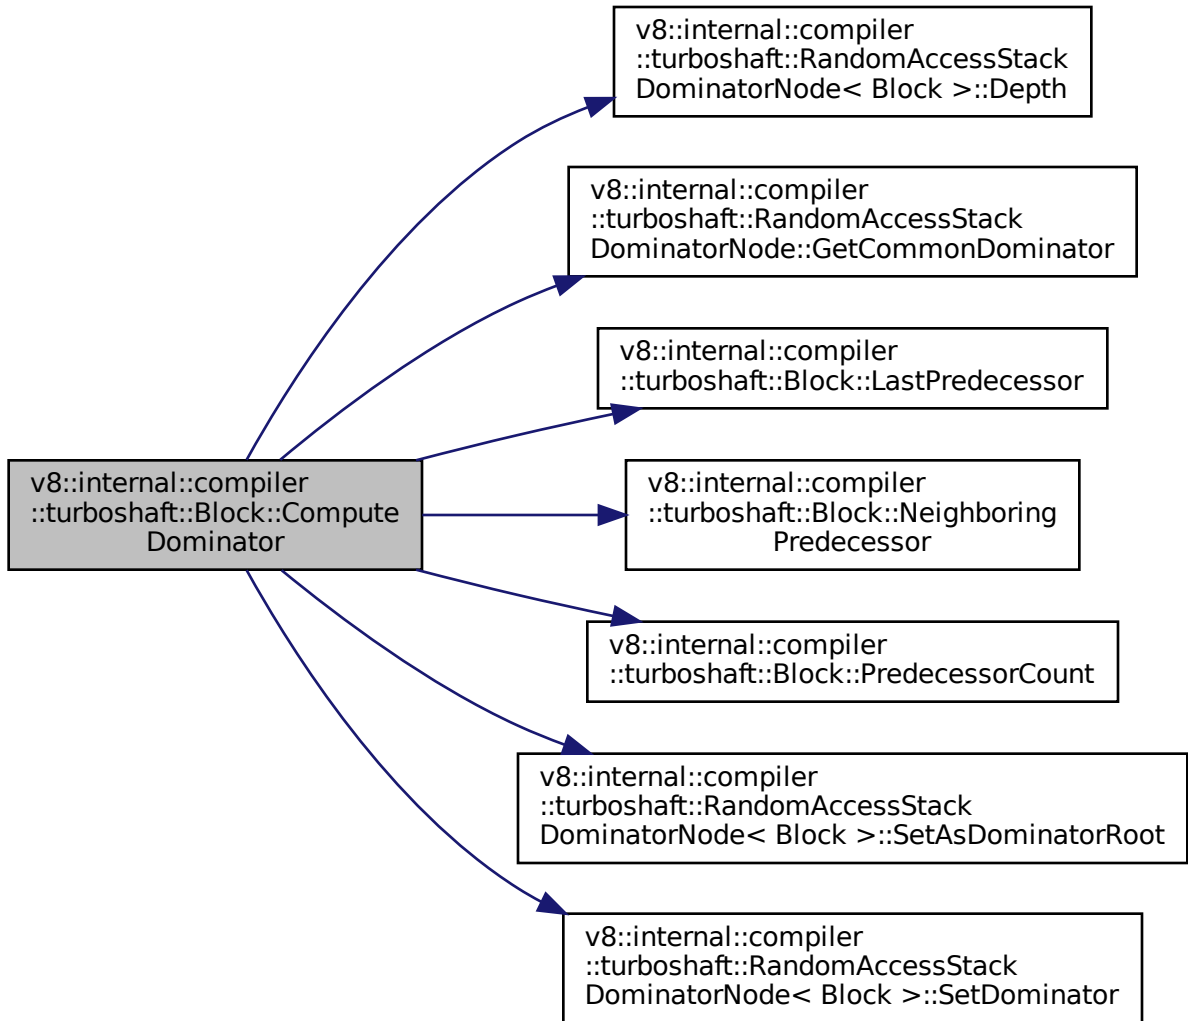 v8::internal::compiler
::turboshaft::RandomAccessStack
DominatorNode< Block >::Depth
v8::internal::compiler
::turboshaft::RandomAccessStack
DominatorNode::GetCommonDominator
v8::internal::compiler
::turboshaft::Block::LastPredecessor
v8::internal::compiler
::turboshaft::Block::Compute
Dominator
v8::internal::compiler
::turboshaft::Block::Neighboring
Predecessor
v8::internal::compiler
::turboshaft::Block::PredecessorCount
v8::internal::compiler
::turboshaft::RandomAccessStack
DominatorNode< Block >::SetAsDominatorRoot
v8::internal::compiler
::turboshaft::RandomAccessStack
DominatorNode< Block >::SetDominator